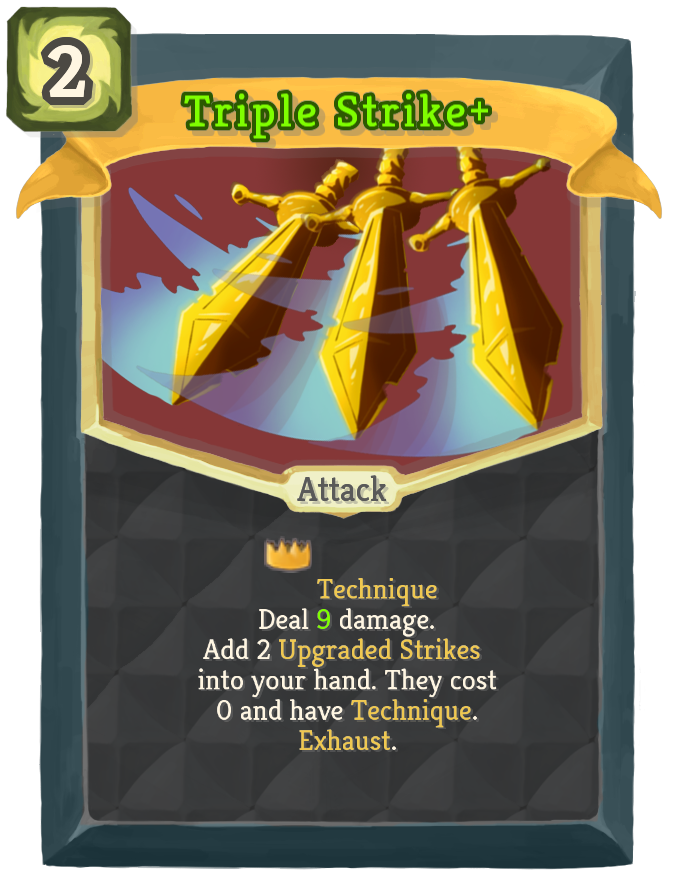 2
Triple Strike+
Attack
Technique
Deal 9 damage.
Add 2 Upgraded Strikes
into your hand. They cost
0 and have Technique.
Exhaust.